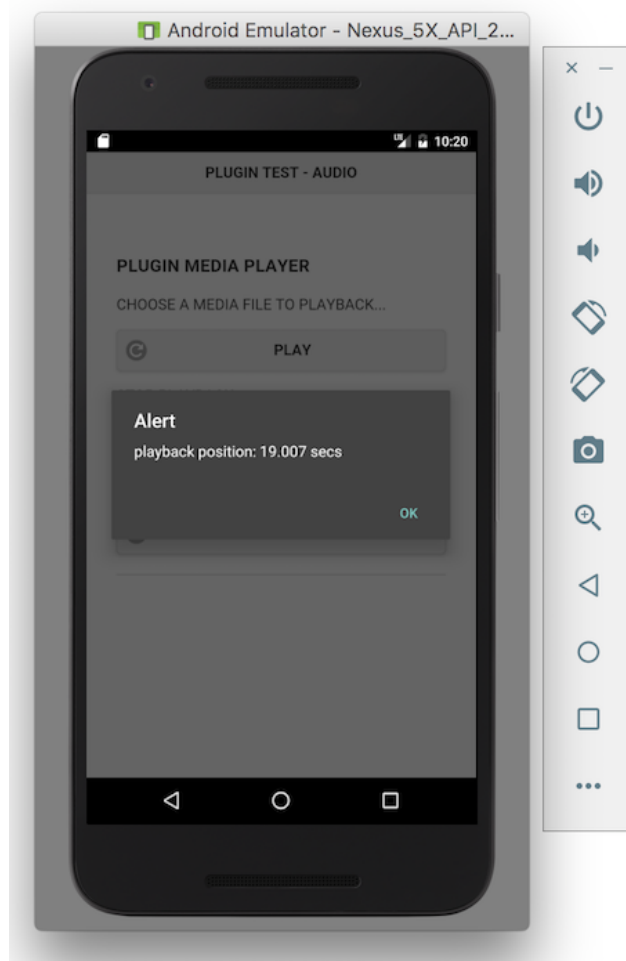 Android Emulator - Nexus_5X_API_2...
LTE 10:20
PLUGIN TEST - AUDIO
PLUGIN MEDIA PLAYER
CHOOSE A MEDIA FILE TO PLAYBACK...
PLAY
Alert
playback position: 19.007 secs
OK